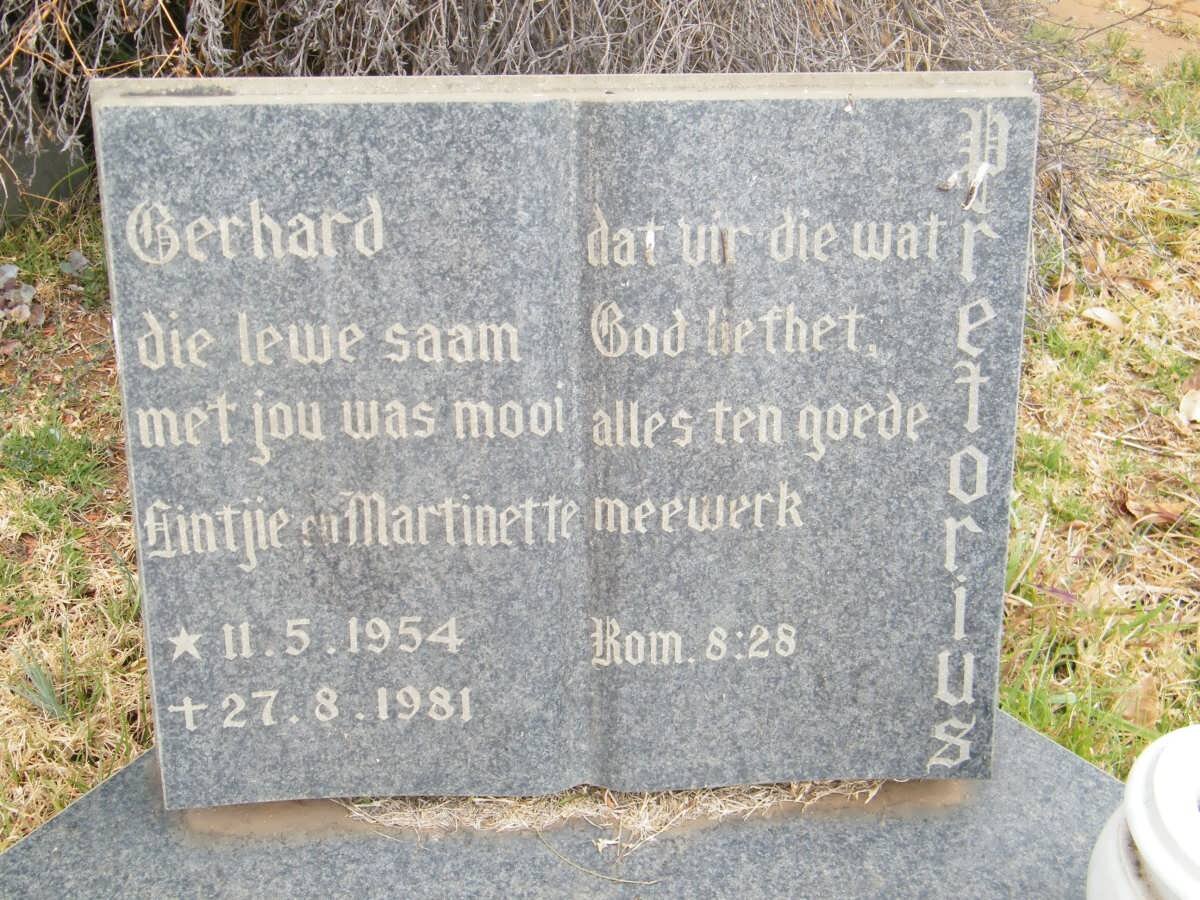 Gerhard
die lewe saam
met jou was mooi
Lintjie en Martinette
★ 11.5.1954
✝ 27.8.1981
dat vir die wat
God liefhet,
alles ten goede
meewerk
Rom. 8:28
Pretorius